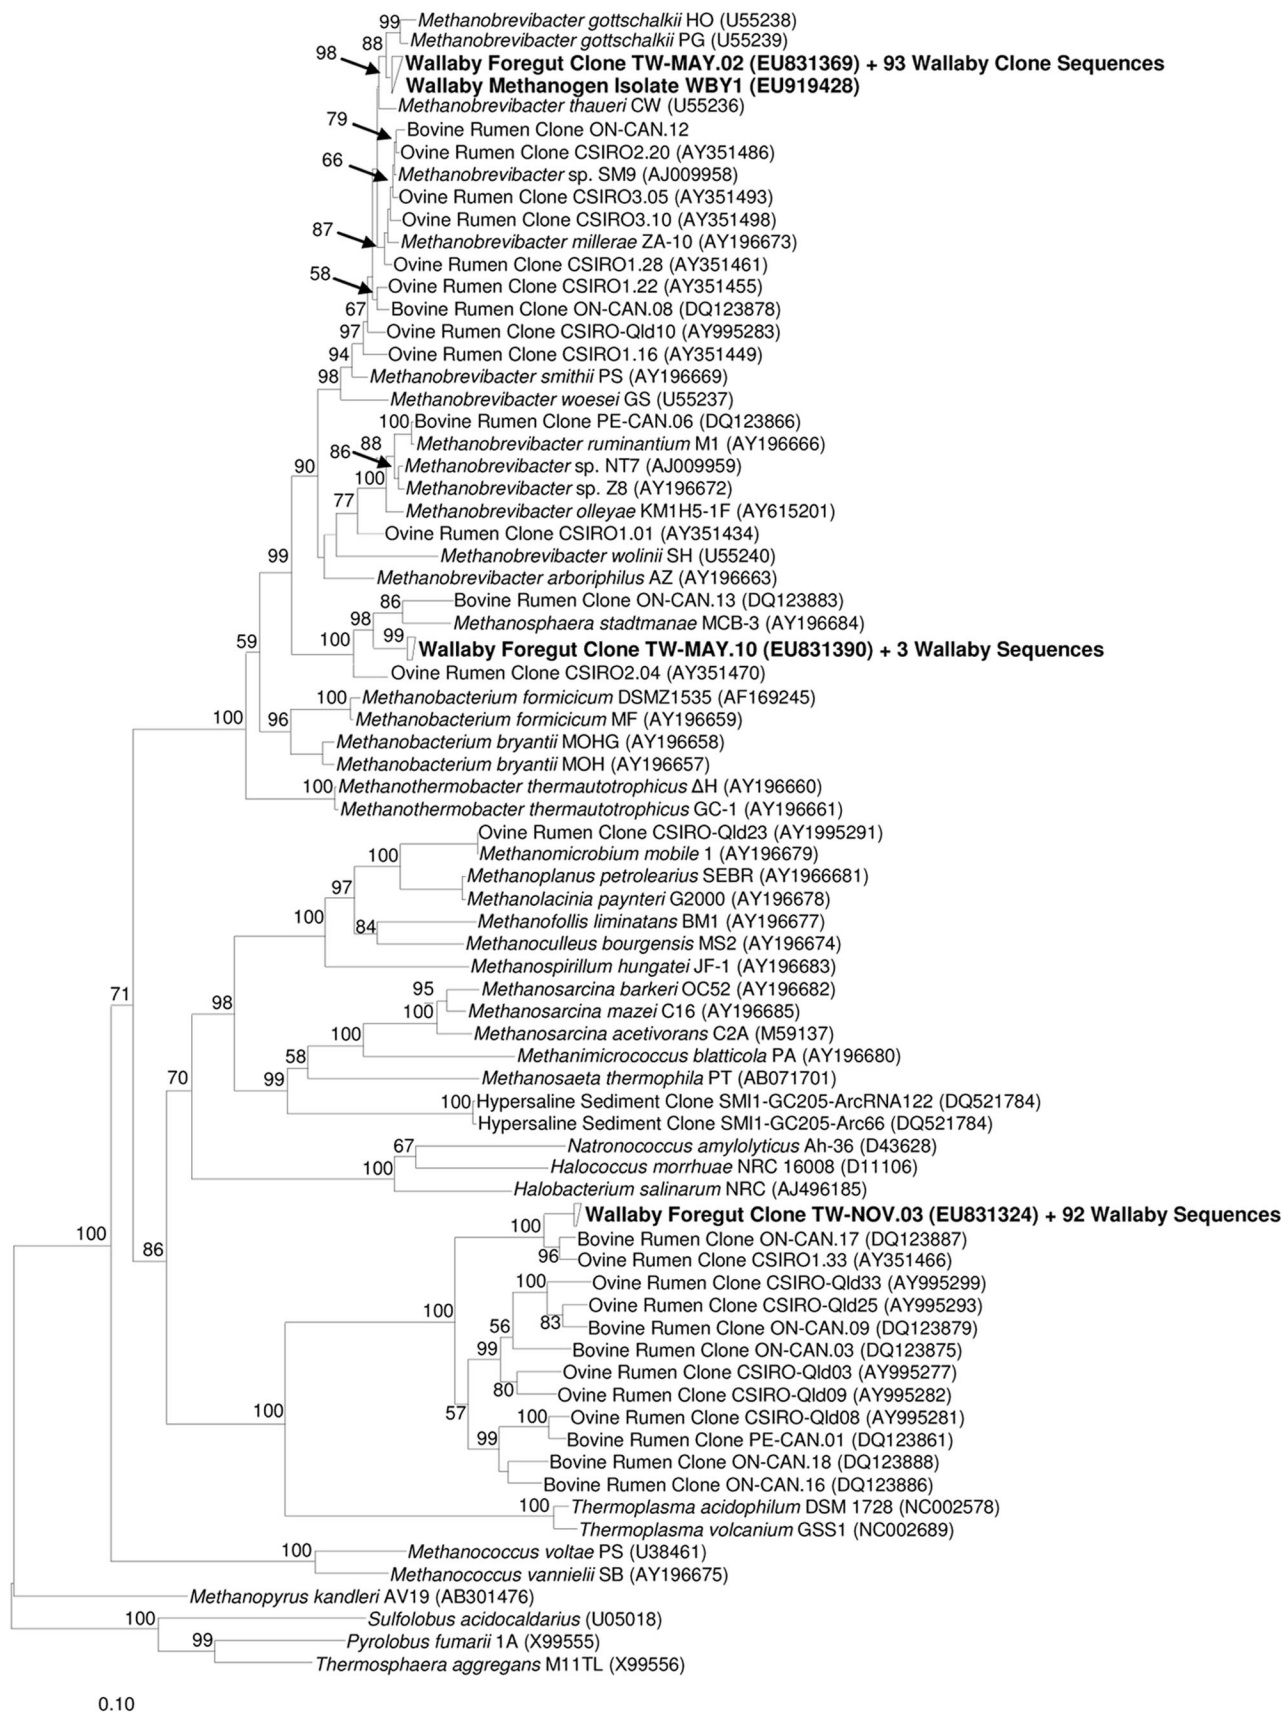 99 Methanobrevibacter gottschalkii HO (U55238)
88 Methanobrevibacter gottschalkii PG (U55239)
98 Wallaby Foregut Clone TW-MAY.02 (EU831369) + 93 Wallaby Clone Sequences
Wallaby Methanogen Isolate WBY1 (EU919428)
Methanobrevibacter thaueri CW (U55236)
79 Bovine Rumen Clone ON-CAN.12
Ovine Rumen Clone CSIRO2.20 (AY351486)
66 Methanobrevibacter sp. SM9 (AJ009958)
Ovine Rumen Clone CSIRO3.05 (AY351493)
Ovine Rumen Clone CSIRO3.10 (AY351498)
87 Methanobrevibacter millerae ZA-10 (AY196673)
Ovine Rumen Clone CSIRO1.28 (AY351461)
58 Ovine Rumen Clone CSIRO1.22 (AY351455)
67 Bovine Rumen Clone ON-CAN.08 (DQ123878)
97 Ovine Rumen Clone CSIRO-Qld10 (AY995283)
94 Ovine Rumen Clone CSIRO1.16 (AY351449)
98 Methanobrevibacter smithii PS (AY196669)
Methanobrevibacter woesei GS (U55237)
100 Bovine Rumen Clone PE-CAN.06 (DQ123866)
86 88 Methanobrevibacter ruminantium M1 (AY196666)
90 Methanobrevibacter sp. NT7 (AJ009959)
100 Methanobrevibacter sp. Z8 (AY196672)
77 Methanobrevibacter olleyae KM1H5-1F (AY615201)
Ovine Rumen Clone CSIRO1.01 (AY351434)
99 Methanobrevibacter wolinii SH (U55240)
Methanobrevibacter arboriphilus AZ (AY196663)
86 Bovine Rumen Clone ON-CAN.13 (DQ123883)
98 Methanosphaera stadtmanae MCB-3 (AY196684)
59 100 99 Wallaby Foregut Clone TW-MAY.10 (EU831390) + 3 Wallaby Sequences
Ovine Rumen Clone CSIRO2.04 (AY351470)
100 Methanobacterium formicicum DSMZ1535 (AF169245)
100 96 Methanobacterium formicicum MF (AY196659)
Methanobacterium bryantii MOHG (AY196658)
Methanobacterium bryantii MOH (AY196657)
100 Methanothermobacter thermautotrophicus ΔH (AY196660)
Methanothermobacter thermautotrophicus GC-1 (AY196661)
Ovine Rumen Clone CSIRO-Qld23 (AY1995291)
100 Methanomicrobium mobile 1 (AY196679)
97 Methanoplanus petrolearius SEBR (AY1966681)
Methanolacinia paynteri G2000 (AY196678)
100 84 Methanofollis liminatans BM1 (AY196677)
Methanoculleus bourgensis MS2 (AY196674)
Methanospirillum hungatei JF-1 (AY196683)
71 98 95 Methanosarcina barkeri OC52 (AY196682)
100 Methanosarcina mazei C16 (AY196685)
100 Methanosarcina acetivorans C2A (M59137)
58 Methanimicrococcus blatticola PA (AY196680)
70 99 Methanosaeta thermophila PT (AB071701)
100 Hypersaline Sediment Clone SMI1-GC205-ArcRNA122 (DQ521784)
Hypersaline Sediment Clone SMI1-GC205-Arc66 (DQ521784)
67 Natronococcus amylolyticus Ah-36 (D43628)
100 Halococcus morrhuae NRC 16008 (D11106)
Halobacterium salinarum NRC (AJ496185)
100 Wallaby Foregut Clone TW-NOV.03 (EU831324) + 92 Wallaby Sequences
100 86 Bovine Rumen Clone ON-CAN.17 (DQ123887)
96 Ovine Rumen Clone CSIRO1.33 (AY351466)
100 Ovine Rumen Clone CSIRO-Qld33 (AY995299)
100 Ovine Rumen Clone CSIRO-Qld25 (AY995293)
56 83 Bovine Rumen Clone ON-CAN.09 (DQ123879)
99 Bovine Rumen Clone ON-CAN.03 (DQ123875)
Ovine Rumen Clone CSIRO-Qld03 (AY995277)
80 Ovine Rumen Clone CSIRO-Qld09 (AY995282)
100 57 100 Ovine Rumen Clone CSIRO-Qld08 (AY995281)
99 Bovine Rumen Clone PE-CAN.01 (DQ123861)
Bovine Rumen Clone ON-CAN.18 (DQ123888)
Bovine Rumen Clone ON-CAN.16 (DQ123886)
100 Thermoplasma acidophilum DSM 1728 (NC002578)
Thermoplasma volcanium GSS1 (NC002689)
100 Methanococcus voltae PS (U38461)
Methanococcus vannielii SB (AY196675)
Methanopyrus kandleri AV19 (AB301476)
100 Sulfolobus acidocaldarius (U05018)
99 Pyrolobus fumarii 1A (X99555)
Thermosphaera aggregans M11TL (X99556)
0.10